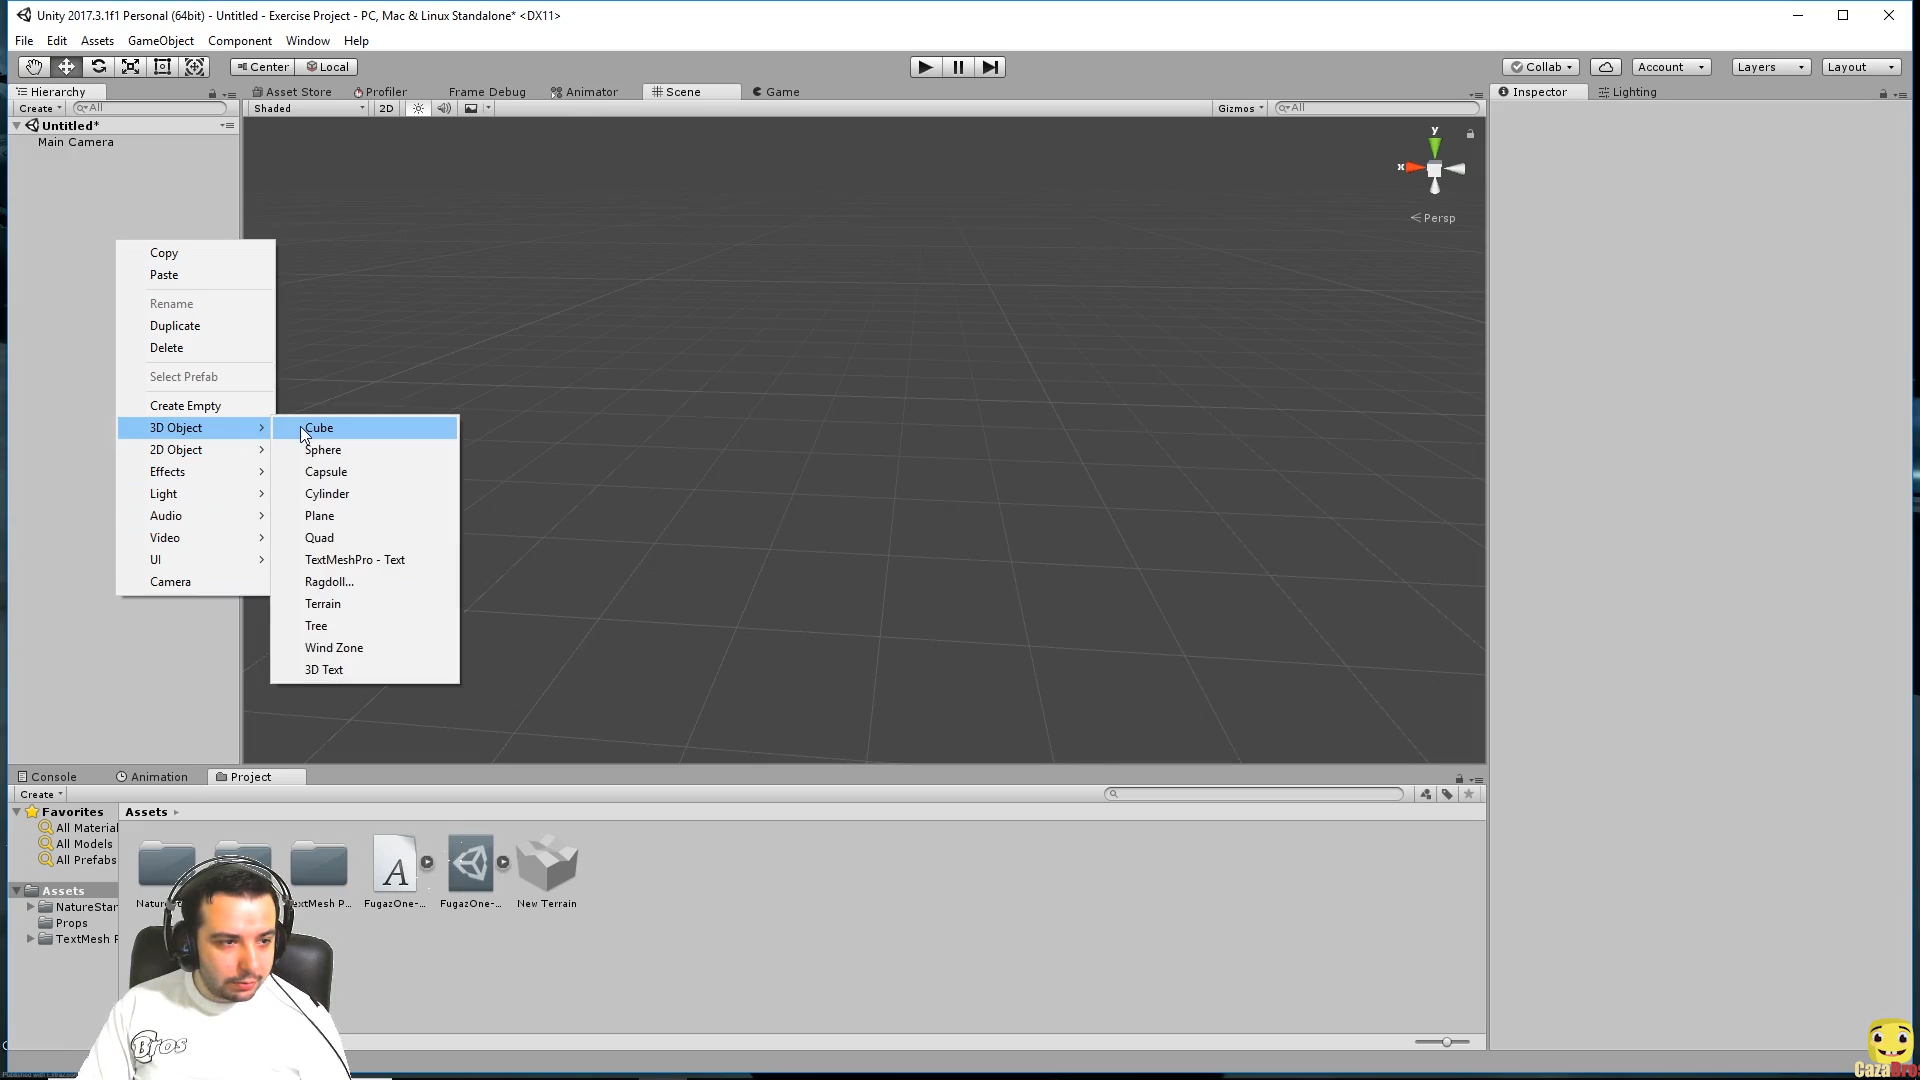 Unity 2017.3.1f1 Personal (64bit) - Untitled - Exercise Project - PC, Mac & Linux Standalone* <DX11>
File Edit Assets GameObject Component Window Help
Center Local Collab Account Layers Layout
Hierarchy Asset Store Profiler Frame Debug Animator Scene Game Inspector Lighting
Create All Shaded 2D Gizmos All
Untitled*
Main Camera
y
x
Persp
Copy
Paste
Rename
Duplicate
Delete
Select Prefab
Create Empty
3D Object
2D Object
Effects
Light
Audio
Video
UI
Camera
Cube
Sphere
Capsule
Cylinder
Plane
Quad
TextMeshPro - Text
Ragdoll...
Terrain
Tree
Wind Zone
3D Text
Console Animation Project
Create
Favorites
All Material
All Models
All Prefabs
Assets
NatureStar
Props
TextMesh P
Assets
FugazOne-... FugazOne-... New Terrain
Bros
CazaBros